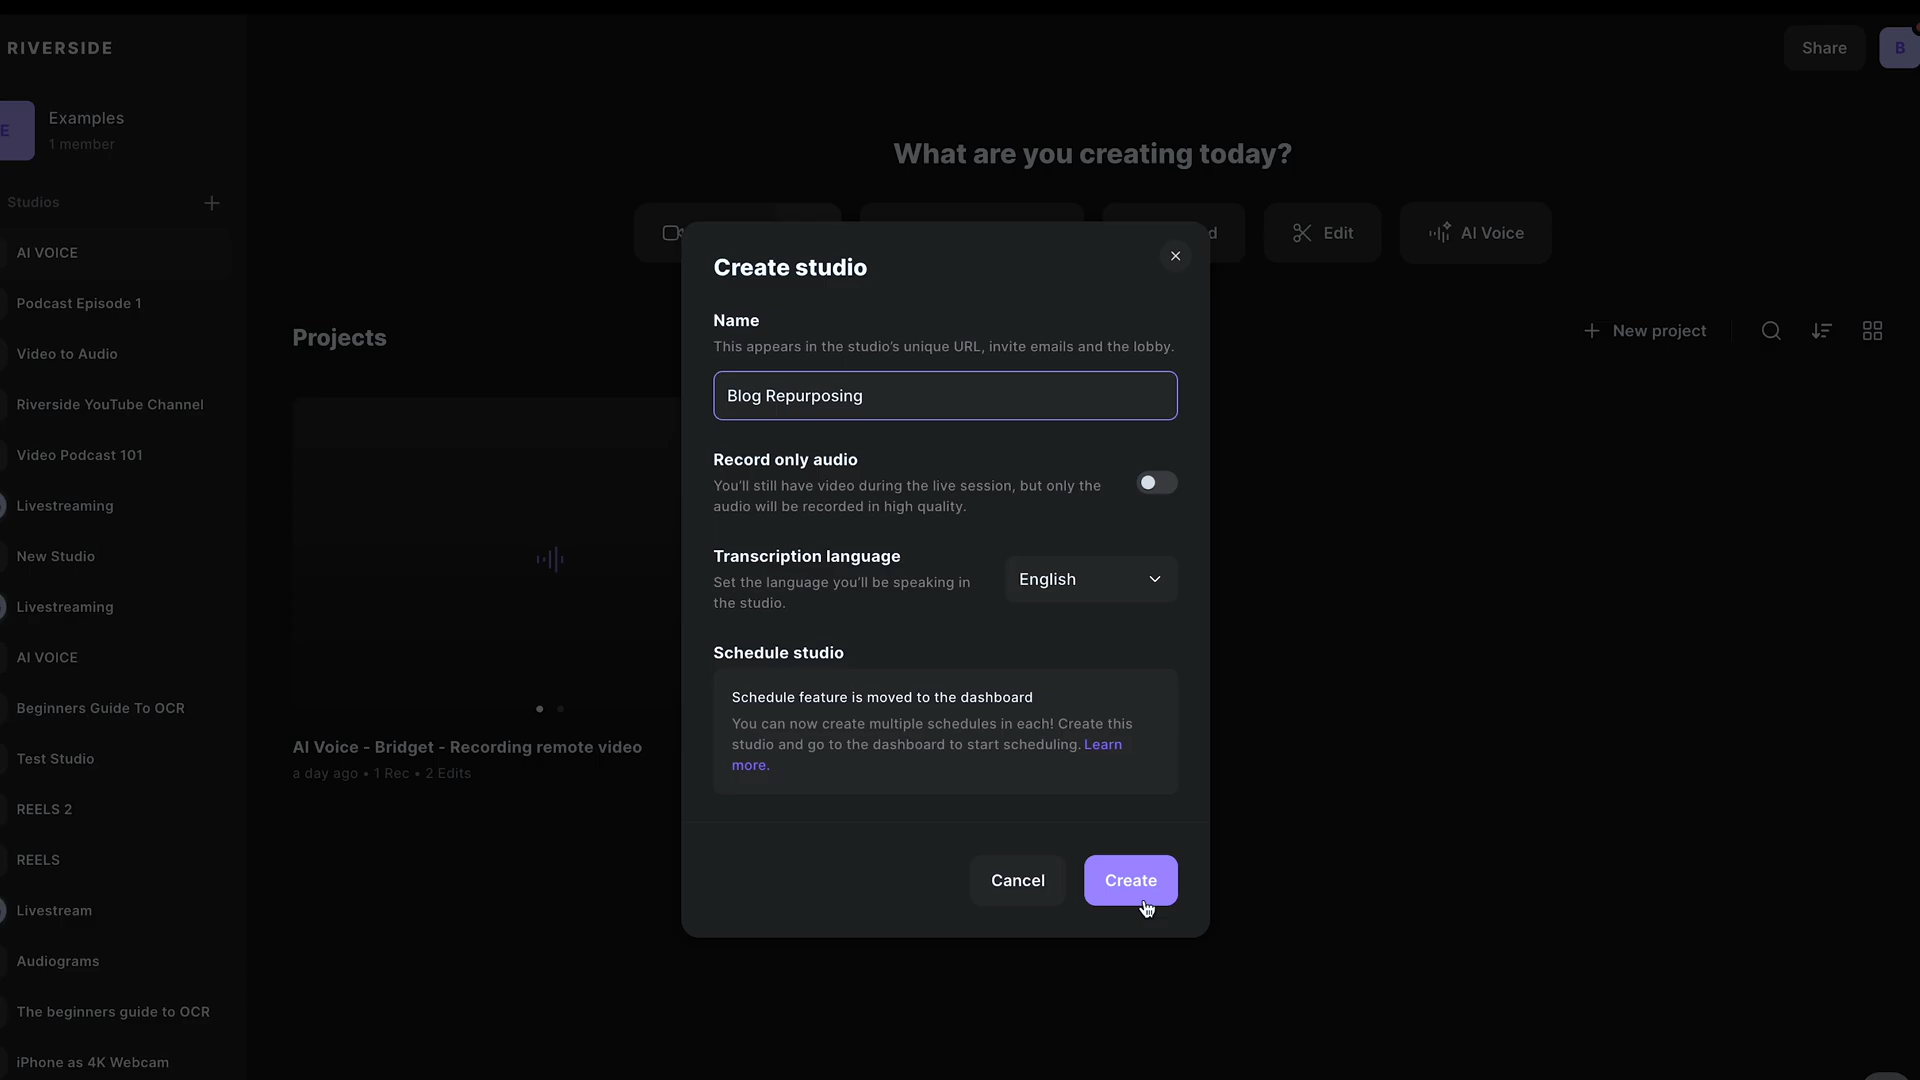 RIVERSIDE
Share
B
E
Examples
1 member
What are you creating today?
Studios
d
Edit
AI Voice
AI VOICE
Podcast Episode 1
Video to Audio
Riverside YouTube Channel
Video Podcast 101
Livestreaming
New Studio
Livestreaming
AI VOICE
Beginners Guide To OCR
Test Studio
REELS 2
REELS
Livestream
Audiograms
The beginners guide to OCR
iPhone as 4K Webcam
Projects
New project
AI Voice - Bridget - Recording remote video
a day ago • 1 Rec • 2 Edits
Create studio
Name
This appears in the studio’s unique URL, invite emails and the lobby.
Blog Repurposing
Record only audio
You’ll still have video during the live session, but only the
audio will be recorded in high quality.
Transcription language
Set the language you’ll be speaking in
the studio.
English
Schedule studio
Schedule feature is moved to the dashboard
You can now create multiple schedules in each! Create this
studio and go to the dashboard to start scheduling. Learn
more.
Cancel
Create